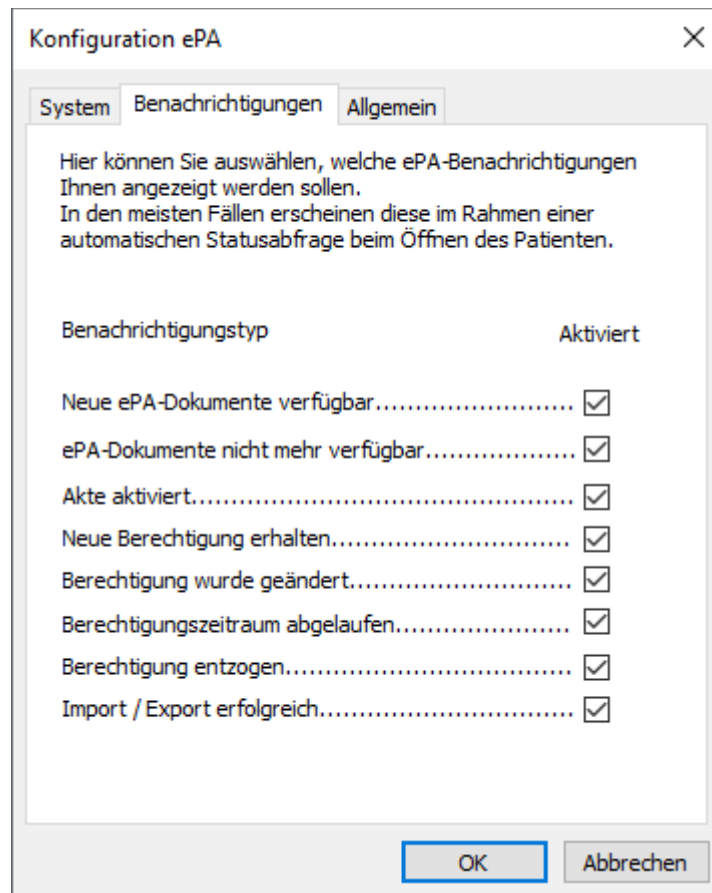 Konfiguration ePA
System Benachrichtigungen Allgemein
Hier können Sie auswählen, welche ePA-Benachrichtigungen
Ihnen angezeigt werden sollen.
In den meisten Fällen erscheinen diese im Rahmen einer
automatischen Statusabfrage beim Öffnen des Patienten.
Benachrichtigungstyp Aktiviert
Neue ePA-Dokumente verfügbar
ePA-Dokumente nicht mehr verfügbar
Akte aktiviert
Neue Berechtigung erhalten
Berechtigung wurde geändert
Berechtigungszeitraum abgelaufen
Berechtigung entzogen
Import / Export erfolgreich
OK Abbrechen